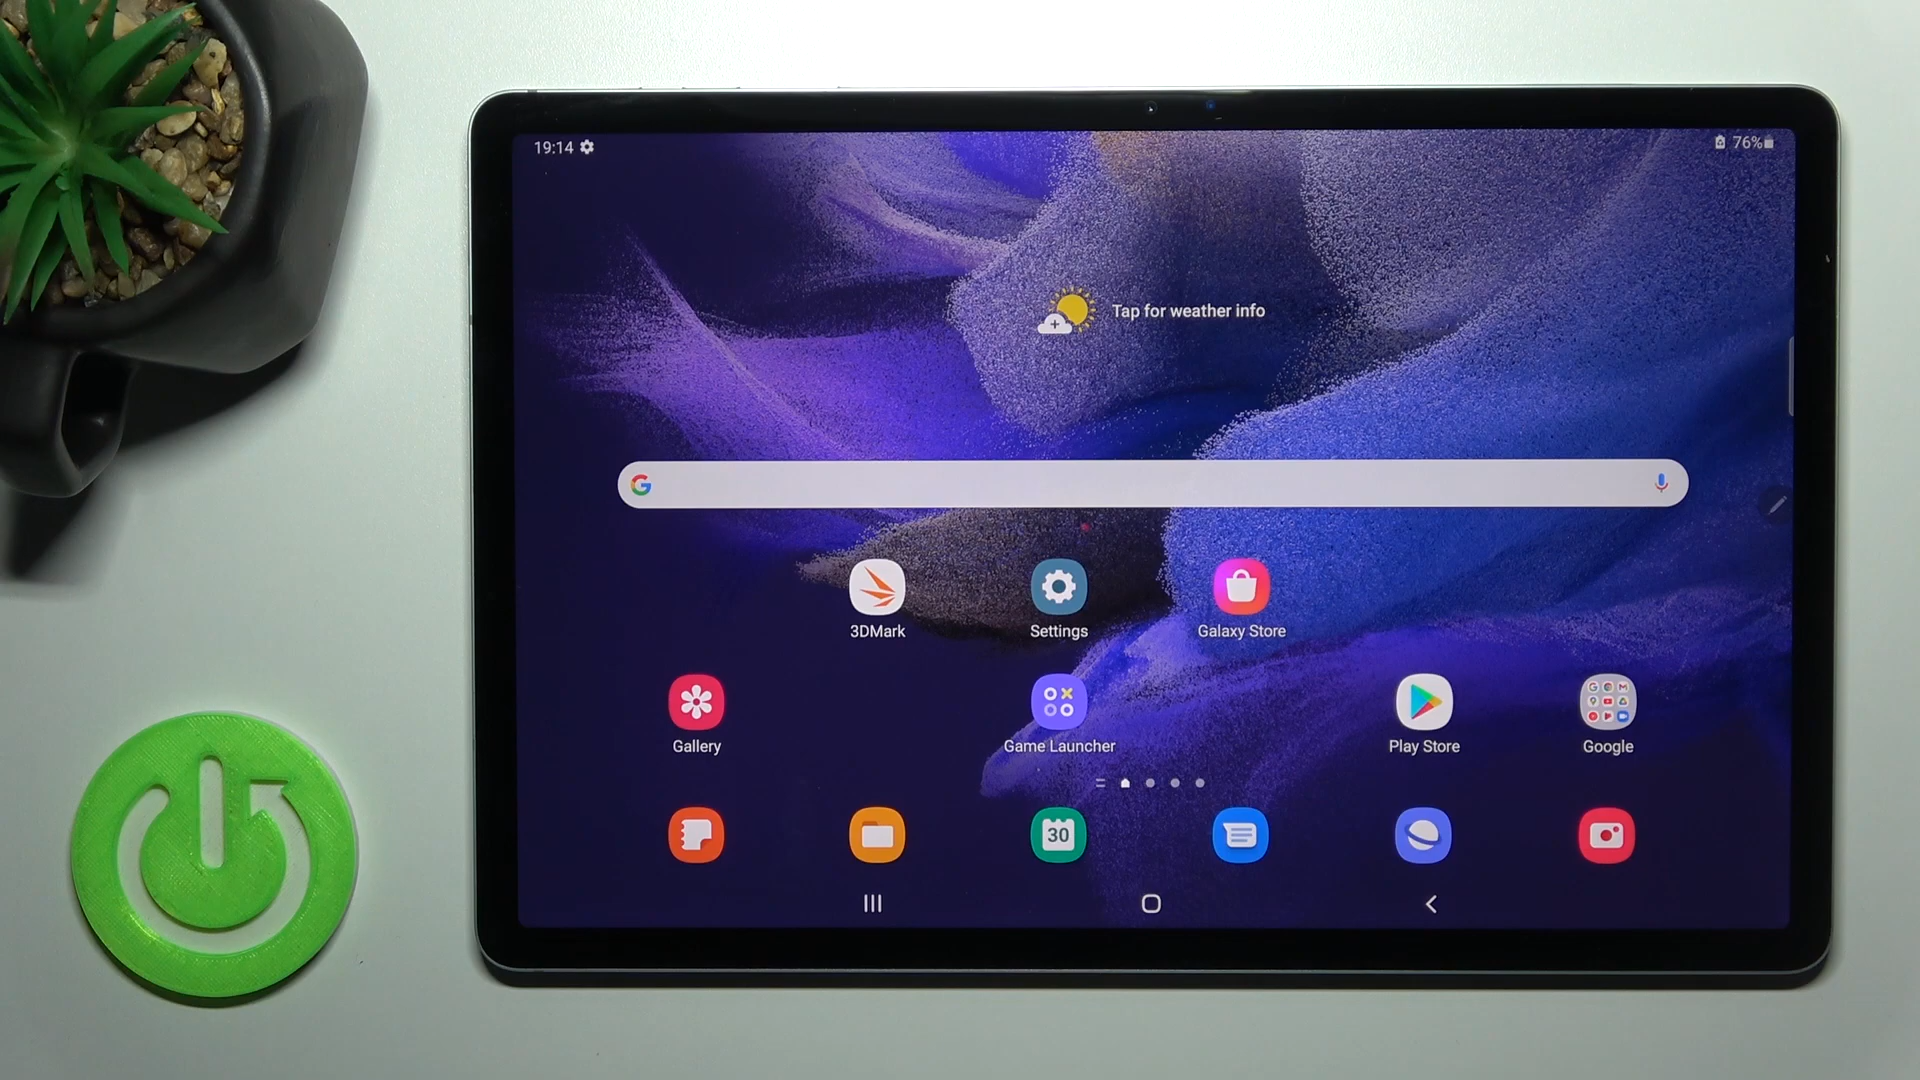 19:14
76%
Tap for weather info
3DMark
Settings
Galaxy Store
Gallery
Game Launcher
Play Store
Google
30